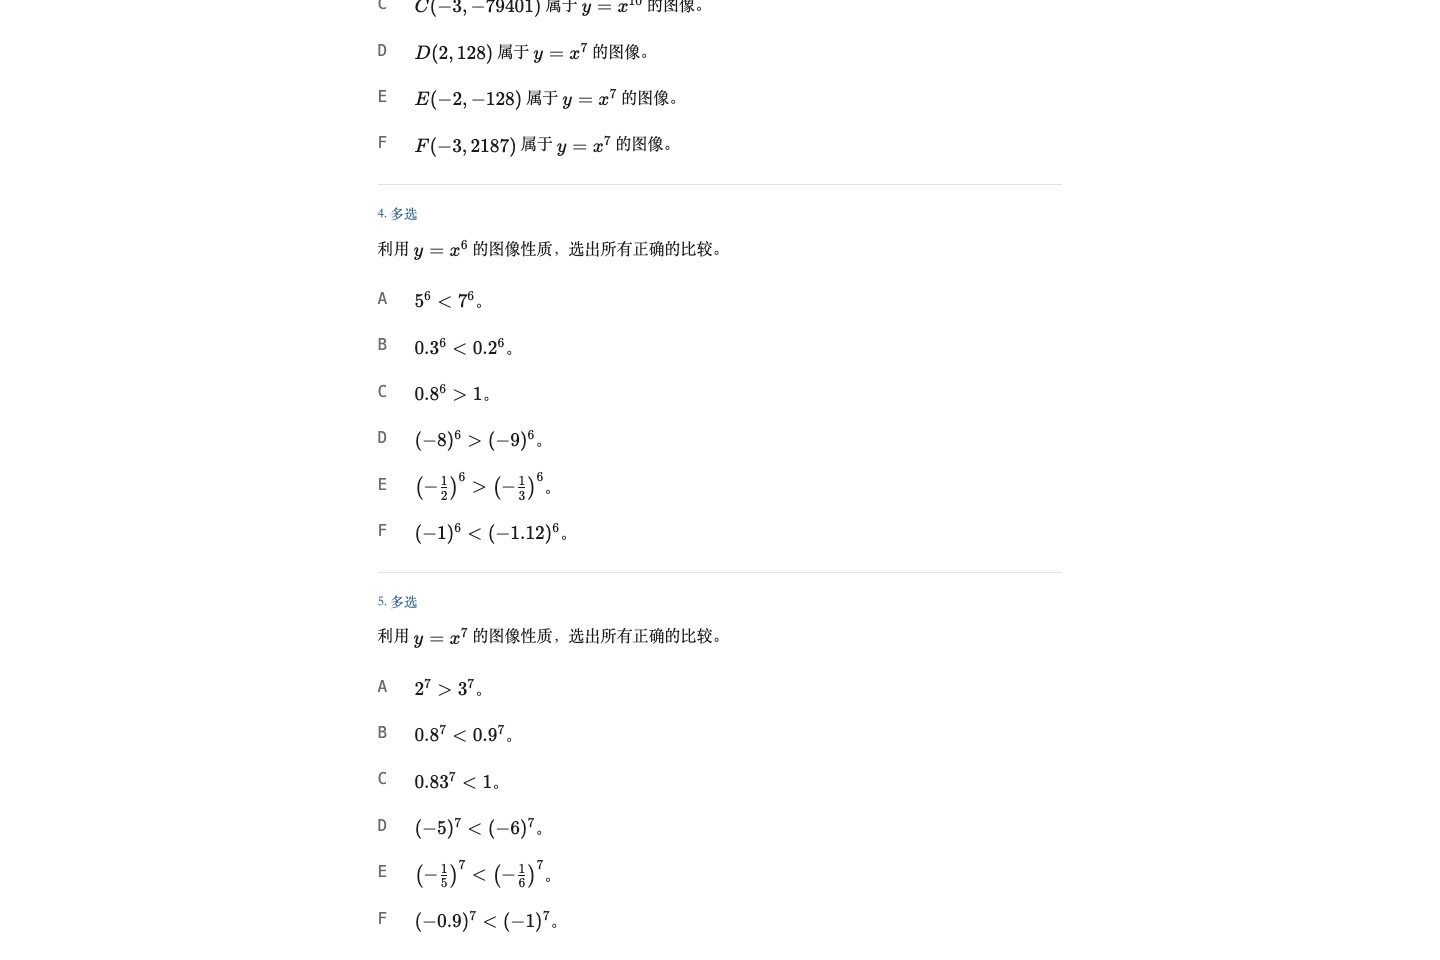 C C(−3, −79401) 属于 y = x^10 的图像。
D D(2, 128) 属于 y = x^7 的图像。
E E(−2, −128) 属于 y = x^7 的图像。
F F(−3, 2187) 属于 y = x^7 的图像。
4. 多选
利用 y = x^6 的图像性质，选出所有正确的比较。
A 5^6 < 7^6。
B 0.3^6 < 0.2^6。
C 0.8^6 > 1。
D (−8)^6 > (−9)^6。
E (−1/2)^6 > (−1/3)^6。
F (−1)^6 < (−1.12)^6。
5. 多选
利用 y = x^7 的图像性质，选出所有正确的比较。
A 2^7 > 3^7。
B 0.8^7 < 0.9^7。
C 0.83^7 < 1。
D (−5)^7 < (−6)^7。
E (−1/5)^7 < (−1/6)^7。
F (−0.9)^7 < (−1)^7。